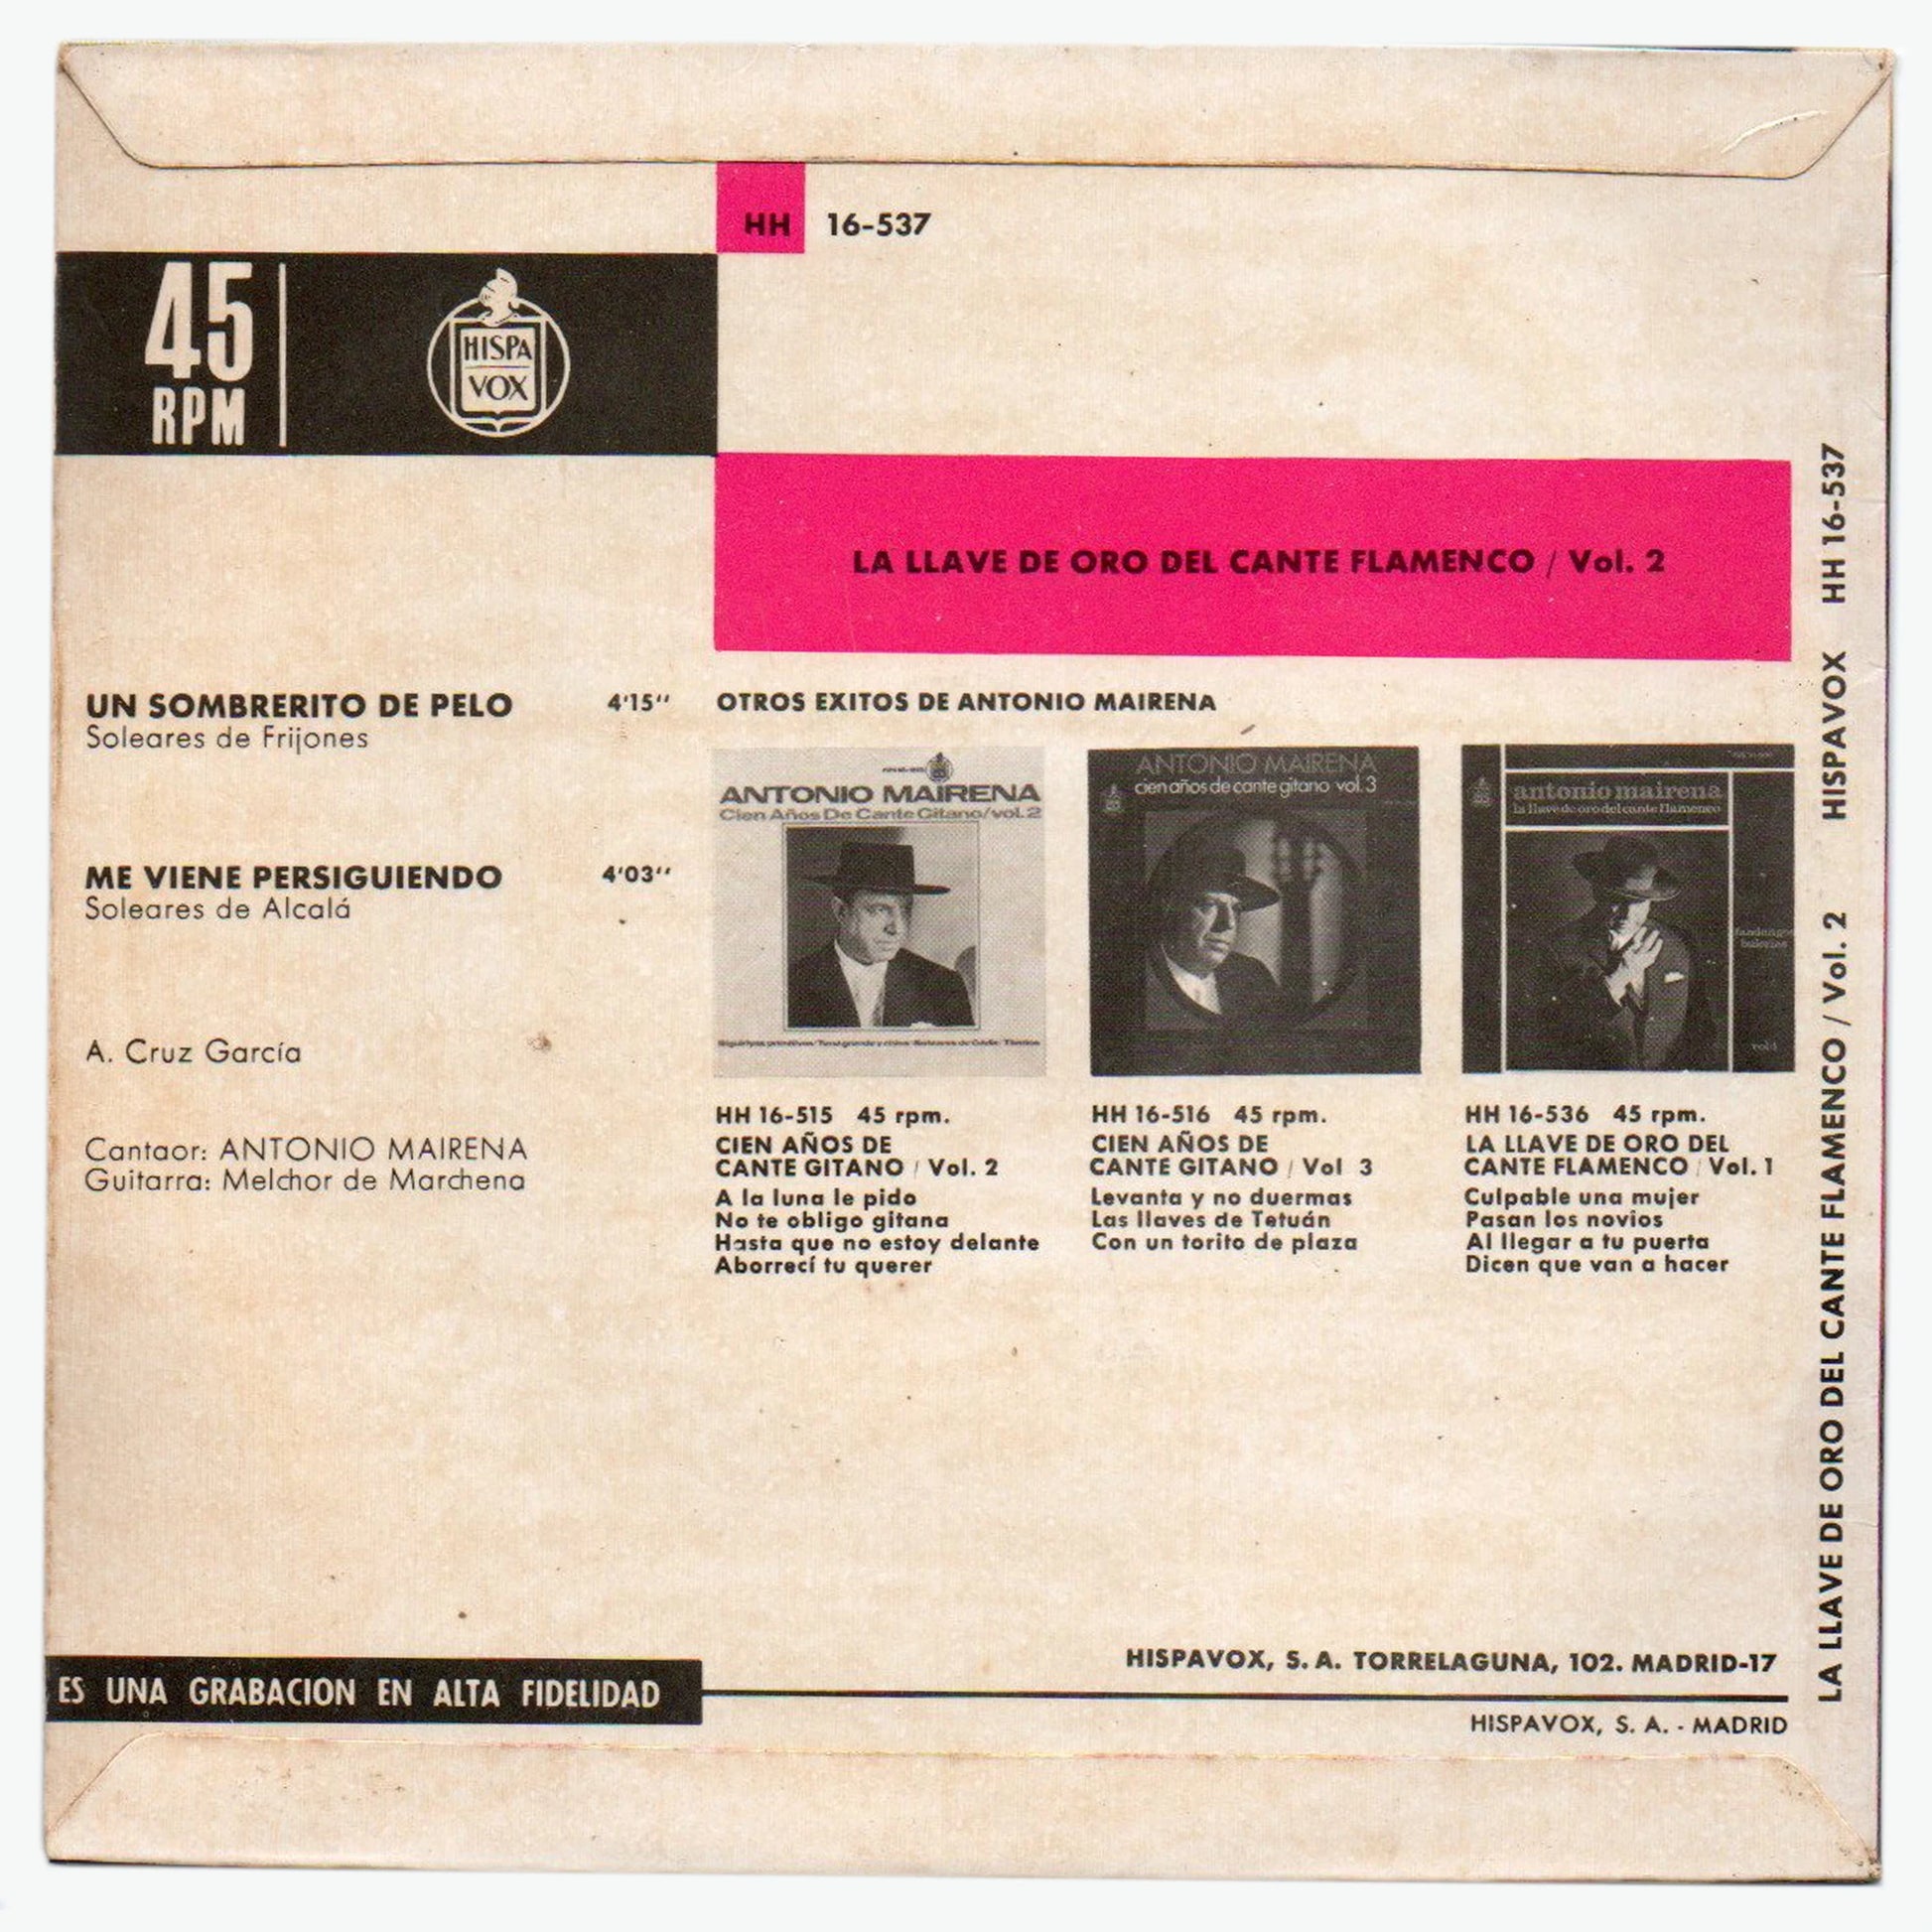 HH 16-537
45
RPM
HISPA
VOX
LA LLAVE DE ORO DEL CANTE FLAMENCO / Vol. 2
UN SOMBRERITO DE PELO 4'15''
Soleares de Frijones
ME VIENE PERSIGUIENDO 4'03''
Soleares de Alcalá
A. Cruz García
Cantaor: ANTONIO MAIRENA
Guitarra: Melchor de Marchena
OTROS EXITOS DE ANTONIO MAIRENA
ANTONIO MAIRENA
Cien Años De Cante Gitano/vol.2
HH 16-515 45 rpm.
CIEN AÑOS DE
CANTE GITANO / Vol. 2
A la luna le pido
No te obligo gitana
Hasta que no estoy delante
Aborrecí tu querer
ANTONIO MAIRENA
cien años de cante gitano vol. 3
HH 16-516 45 rpm.
CIEN AÑOS DE
CANTE GITANO / Vol 3
Levanta y no duermas
Las llaves de Tetuán
Con un torito de plaza
antonio mairena
la llave de oro del cante flamenco
fandangos
bulerias
vol.1
HH 16-536 45 rpm.
LA LLAVE DE ORO DEL
CANTE FLAMENCO / Vol. 1
Culpable una mujer
Pasan los novios
Al llegar a tu puerta
Dicen que van a hacer
LA LLAVE DE ORO DEL CANTE FLAMENCO / Vol. 2 HISPAVOX HH 16-537
ES UNA GRABACION EN ALTA FIDELIDAD
HISPAVOX, S. A. TORRELAGUNA, 102. MADRID-17
HISPAVOX, S. A. - MADRID